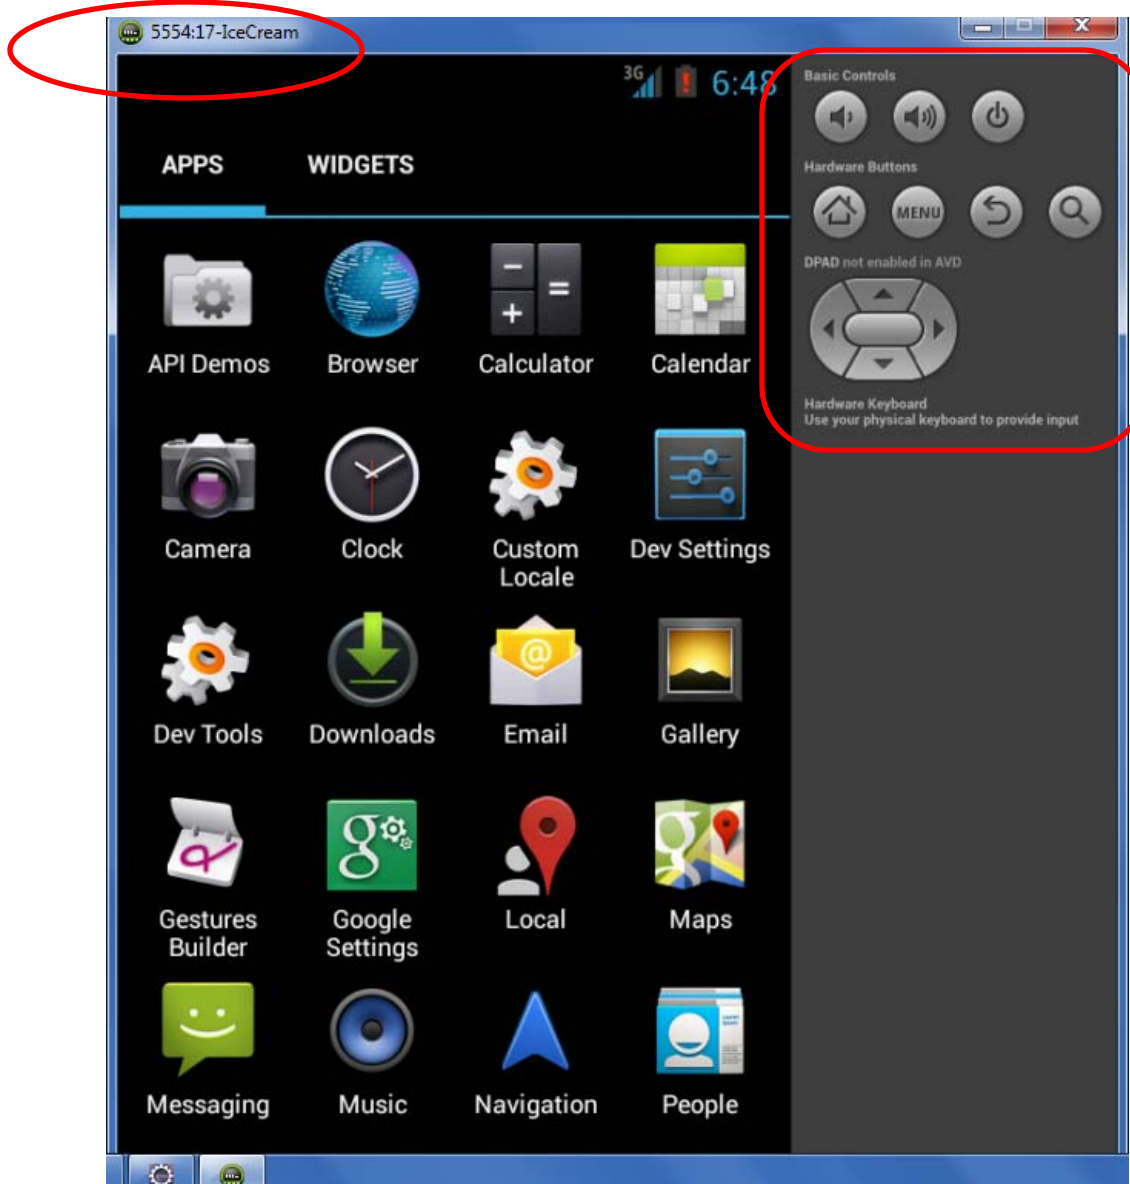 5554:17-IceCream
3G 6:48
APPS WIDGETS
API Demos Browser Calculator Calendar
Camera Clock Custom Locale Dev Settings
Dev Tools Downloads Email Gallery
Gestures Builder Google Settings Local Maps
Messaging Music Navigation People
Basic Controls
Hardware Buttons
MENU
DPAD not enabled in AVD
Hardware Keyboard
Use your physical keyboard to provide input